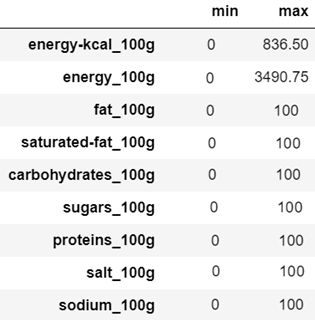 min max
energy-kcal_100g 0 836.50
energy_100g 0 3490.75
fat_100g 0 100
saturated-fat_100g 0 100
carbohydrates_100g 0 100
sugars_100g 0 100
proteins_100g 0 100
salt_100g 0 100
sodium_100g 0 100